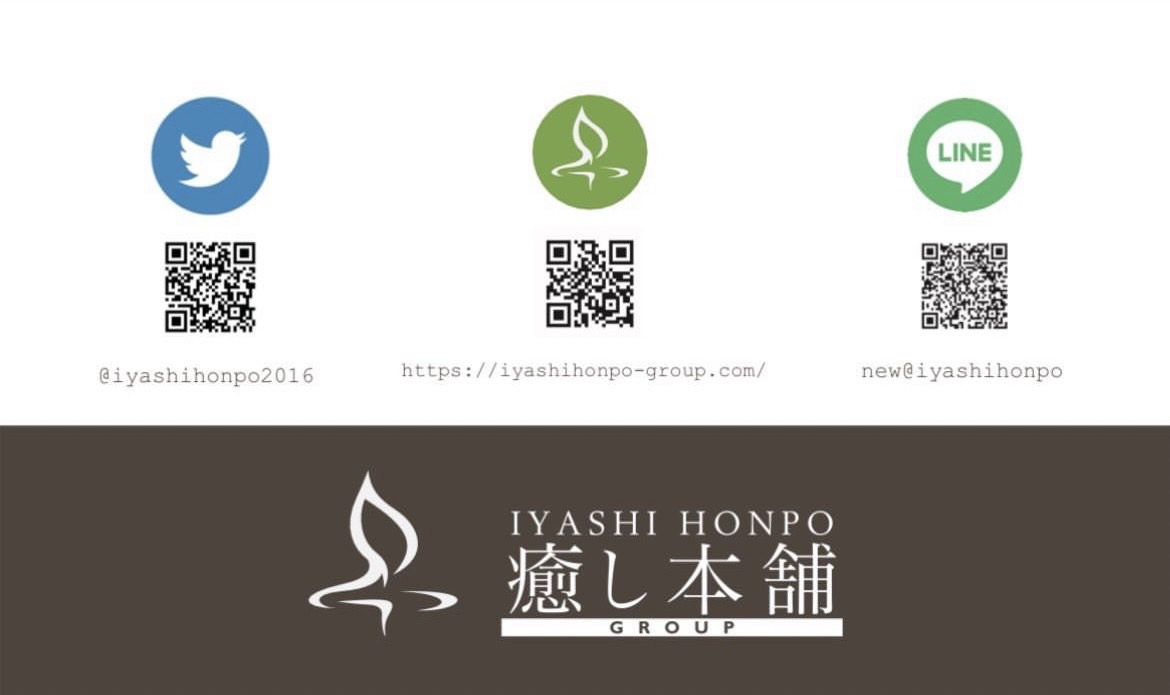 LINE
@iyashihonpo2016
https://iyashihonpo-group.com/
new@iyashihonpo
IYASHI HONPO
癒し本舗
GROUP